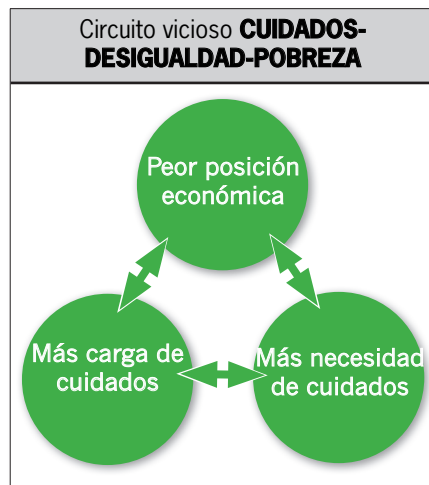 Circuito vicioso CUIDADOS-
DESIGUALDAD-POBREZA
Peor posición
económica
Más carga de
cuidados
Más necesidad
de cuidados